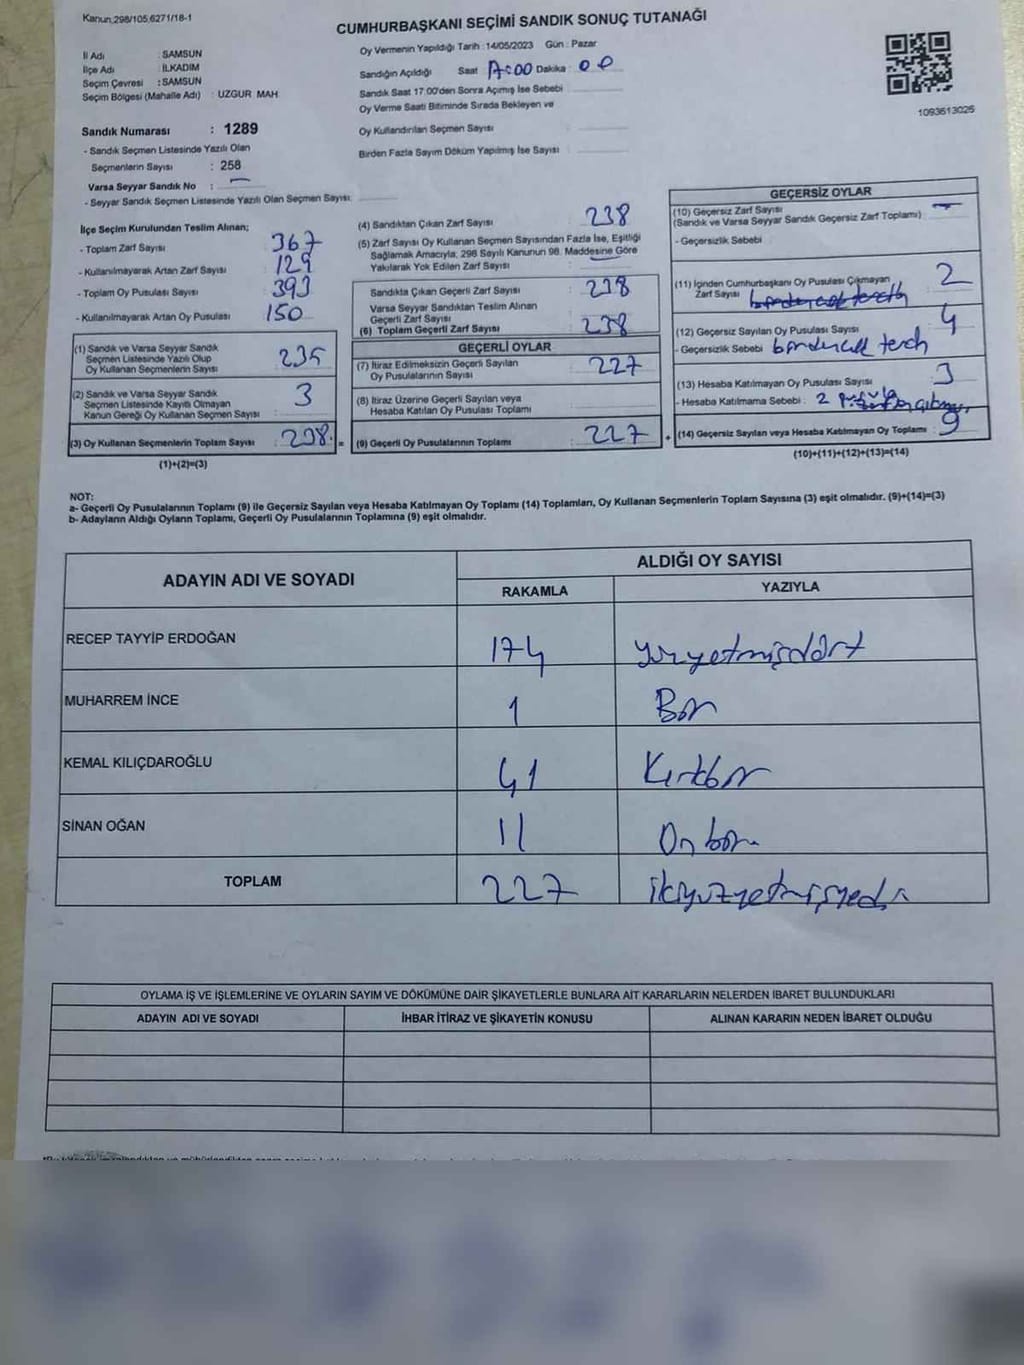 Kanun;298/105,6271/18-1
CUMHURBAŞKANI SEÇİMİ SANDIK SONUÇ TUTANAĞI
İl Adı : SAMSUN
İlçe Adı : İLKADIM
Seçim Çevresi : SAMSUN
Seçim Bölgesi (Mahalle Adı) : UZGUR MAH
Sandık Numarası : 1289
- Sandık Seçmen Listesinde Yazılı Olan
Seçmenlerin Sayısı : 258
Varsa Seyyar Sandık No : —
- Seyyar Sandık Seçmen Listesinde Yazılı Olan Seçmen Sayısı:
Oy Vermenin Yapıldığı Tarih :14/05/2023 Gün : Pazar
Sandığın Açıldığı Saat 17:00 Dakika : 00
Sandık Saat 17:00'den Sonra Açımış İse Sebebi
Oy Verme Saati Bitiminde Sırada Bekleyen ve
Oy Kullandırılan Seçmen Sayısı :
Birden Fazla Sayım Döküm Yapılmış İse Sayısı :
1093613025
İlçe Seçim Kurulundan Teslim Alınan;
- Toplam Zarf Sayısı : 367
- Kullanılmayarak Artan Zarf Sayısı : 129
- Toplam Oy Pusulası Sayısı : 393
- Kullanılmayarak Artan Oy Pusulası : 150
(1) Sandık ve Varsa Seyyar Sandık
Seçmen Listesinde Yazılı Olup
Oy Kullanan Seçmenlerin Sayısı : 235
(2) Sandık ve Varsa Seyyar Sandık
Seçmen Listesinde Kayıtlı Olmayan
Kanun Gereği Oy Kullanan Seçmen Sayısı : 3
(3) Oy Kullanan Seçmenlerin Toplam Sayısı : 238. =
(1)+(2)=(3)
(4) Sandıktan Çıkan Zarf Sayısı : 238
(5) Zarf Sayısı Oy Kullanan Seçmen Sayısından Fazla İse, Eşitliği
Sağlamak Amacıyla; 298 Sayılı Kanunun 98. Maddesine Göre
Yakılarak Yok Edilen Zarf Sayısı : —
Sandıkta Çıkan Geçerli Zarf Sayısı : 238
Varsa Seyyar Sandıktan Teslim Alınan
Geçerli Zarf Sayısı :
(6) Toplam Geçerli Zarf Sayısı : 238
GEÇERLİ OYLAR
(7) İtiraz Edilmeksizin Geçerli Sayılan
Oy Pusulalarının Sayısı : 227
(8) İtiraz Üzerine Geçerli Sayılan veya
Hesaba Katılan Oy Pusulası Toplamı :
(9) Geçerli Oy Pusulalarının Toplamı : 227 +
GEÇERSİZ OYLAR
(10) Geçersiz Zarf Sayısı : —
(Sandık ve Varsa Seyyar Sandık Geçersiz Zarf Toplamı)
- Geçersizlik Sebebi :
(11) İçinden Cumhurbaşkanı Oy Pusulası Çıkmayan
Zarf Sayısı : 2
(12) Geçersiz Sayılan Oy Pusulası Sayısı : 4
- Geçersizlik Sebebi : birden çok tercih
(13) Hesaba Katılmayan Oy Pusulası Sayısı : 3
- Hesaba Katılmama Sebebi : 2
(14) Geçersiz Sayılan veya Hesaba Katılmayan Oy Toplamı : 9
(10)+(11)+(12)+(13)=(14)
NOT:
a- Geçerli Oy Pusulalarının Toplamı (9) ile Geçersiz Sayılan veya Hesaba Katılmayan Oy Toplamı (14) Toplamları, Oy Kullanan Seçmenlerin Toplam Sayısına (3) eşit olmalıdır. (9)+(14)=(3)
b- Adayların Aldığı Oyların Toplamı, Geçerli Oy Pusulalarının Toplamına (9) eşit olmalıdır.
ADAYIN ADI VE SOYADI ALDIĞI OY SAYISI
RAKAMLA YAZIYLA
RECEP TAYYİP ERDOĞAN 174 yüzyetmişdört
MUHARREM İNCE 1 Bir
KEMAL KILIÇDAROĞLU 41 Kırkbir
SİNAN OĞAN 11 On bir
TOPLAM 227 ikiyüzyetmişyedi
OYLAMA İŞ VE İŞLEMLERİNE VE OYLARIN SAYIM VE DÖKÜMÜNE DAİR ŞİKAYETLERLE BUNLARA AİT KARARLARIN NELERDEN İBARET BULUNDUKLARI
ADAYIN ADI VE SOYADI İHBAR İTİRAZ VE ŞİKAYETİN KONUSU ALINAN KARARIN NEDEN İBARET OLDUĞU